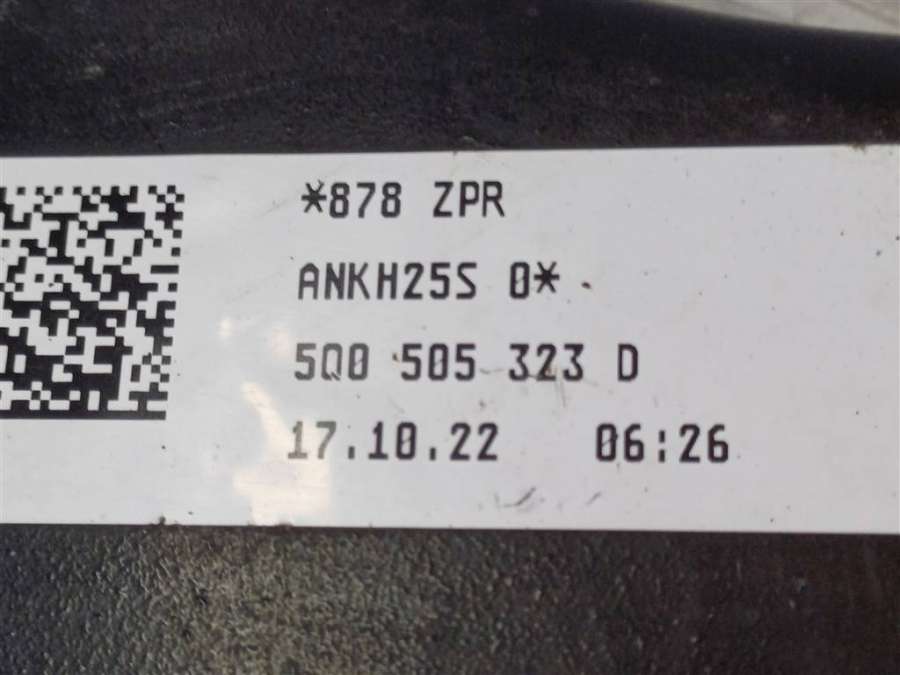 *878 ZPR
ANKH25S 0*
5Q0 505 323 D
17.10.22 06:26